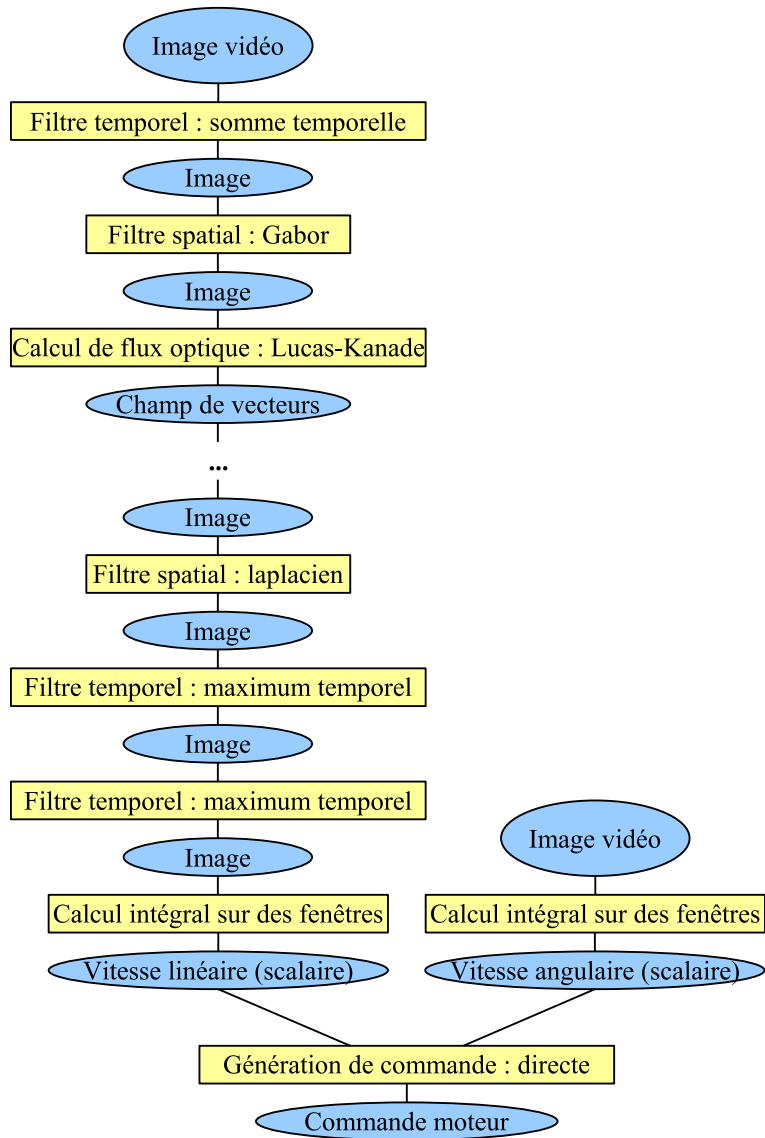 Image vidéo
Filtre temporel : somme temporelle
Image
Filtre spatial : Gabor
Image
Calcul de flux optique : Lucas-Kanade
Champ de vecteurs
...
Image
Filtre spatial : laplacien
Image
Filtre temporel : maximum temporel
Image
Filtre temporel : maximum temporel
Image
Calcul intégral sur des fenêtres
Vitesse linéaire (scalaire)
Image vidéo
Calcul intégral sur des fenêtres
Vitesse angulaire (scalaire)
Génération de commande : directe
Commande moteur